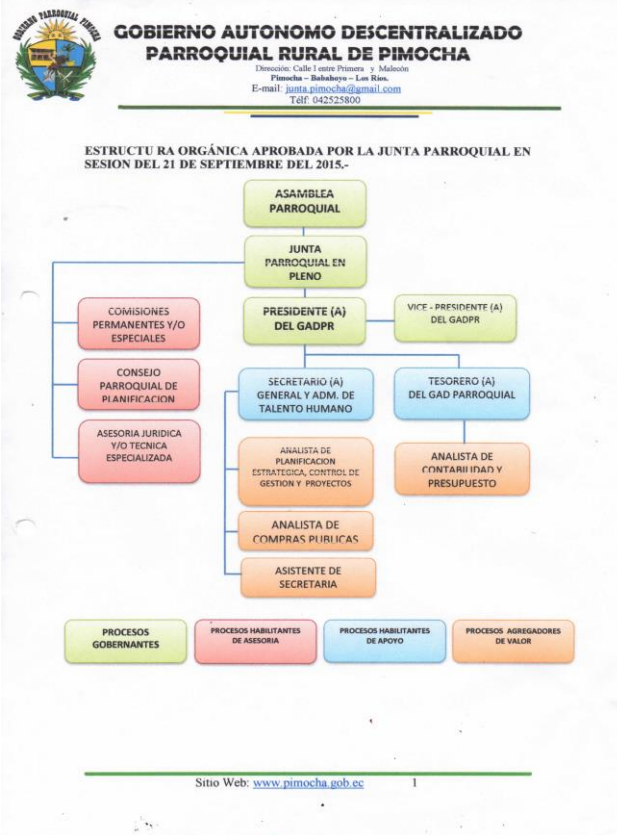 GOBIERNO PARROQUIAL PIMOCHA
GOBIERNO AUTONOMO DESCENTRALIZADO
PARROQUIAL RURAL DE PIMOCHA
Dirección: Calle 1 entre Primera y Malecón
Pimocha – Babahoyo – Los Ríos.
E-mail: junta.pimocha@gmail.com
Télf: 042525800
ESTRUCTU RA ORGÁNICA APROBADA POR LA JUNTA PARROQUIAL EN
SESION DEL 21 DE SEPTIEMBRE DEL 2015.-
ASAMBLEA
PARROQUIAL
JUNTA
PARROQUIAL EN
PLENO
PRESIDENTE (A)
DEL GADPR
VICE - PRESIDENTE (A)
DEL GADPR
COMISIONES
PERMANENTES Y/O
ESPECIALES
CONSEJO
PARROQUIAL DE
PLANIFICACION
ASESORIA JURIDICA
Y/O TECNICA
ESPECIALIZADA
SECRETARIO (A)
GENERAL Y ADM. DE
TALENTO HUMANO
TESORERO (A)
DEL GAD PARROQUIAL
ANALISTA DE
PLANIFICACION
ESTRATEGICA, CONTROL DE
GESTION Y PROYECTOS
ANALISTA DE
CONTABILIDAD Y
PRESUPUESTO
ANALISTA DE
COMPRAS PUBLICAS
ASISTENTE DE
SECRETARIA
PROCESOS
GOBERNANTES
PROCESOS HABILITANTES
DE ASESORIA
PROCESOS HABILITANTES
DE APOYO
PROCESOS AGREGADORES
DE VALOR
Sitio Web: www.pimocha.gob.ec 1